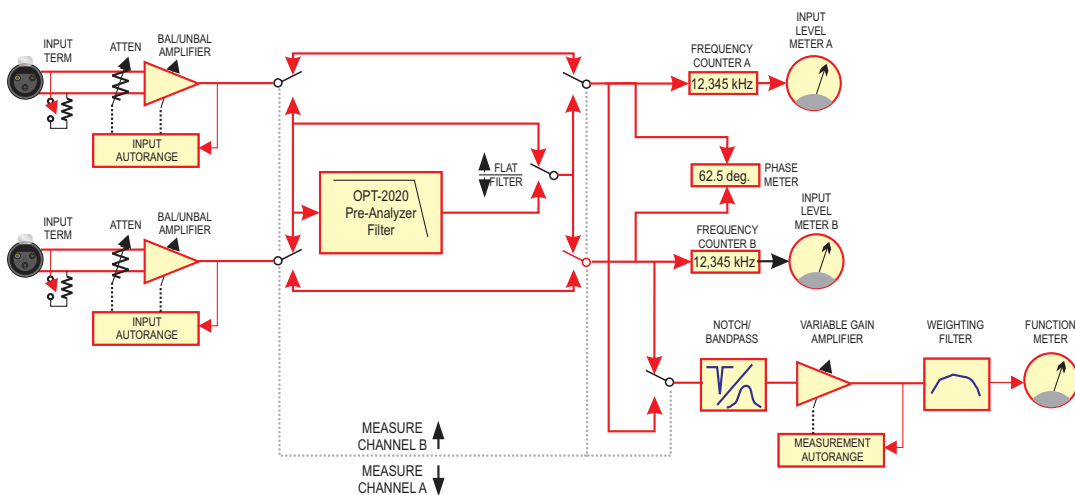 INPUT
TERM
ATTEN
BAL/UNBAL
AMPLIFIER
INPUT
AUTORANGE
FREQUENCY
COUNTER A
12,345 kHz
INPUT
LEVEL
METER A
FLAT
FILTER
OPT-2020
Pre-Analyzer
Filter
62.5 deg.
PHASE
METER
INPUT
TERM
ATTEN
BAL/UNBAL
AMPLIFIER
INPUT
AUTORANGE
FREQUENCY
COUNTER B
12,345 kHz
INPUT
LEVEL
METER B
NOTCH/
BANDPASS
VARIABLE GAIN
AMPLIFIER
WEIGHTING
FILTER
FUNCTION
METER
MEASUREMENT
AUTORANGE
MEASURE
CHANNEL B
MEASURE
CHANNEL A